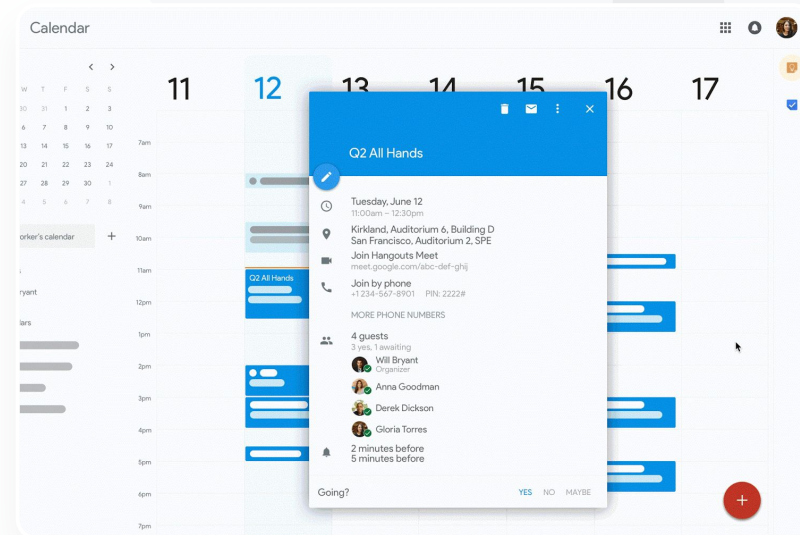 Calendar
11 12 13 14 15 16 17
W T F S S
30 31 1 2 3
6 7 8 9 10
13 14 15 16 17
20 21 22 23 24
27 28 29 30 1
4 5 6 7 8
orker's calendar
s
ryant
lars
7am
8am
9am
10am
11am
12pm
1pm
2pm
3pm
4pm
5pm
6pm
7pm
Q2 All Hands
Q2 All Hands
Tuesday, June 12
11:00am – 12:30pm
Kirkland, Auditorium 6, Building D
San Francisco, Auditorium 2, SPE
Join Hangouts Meet
meet.google.com/abc-def-ghij
Join by phone
+1 234-567-8901 PIN: 2222#
MORE PHONE NUMBERS
4 guests
3 yes, 1 awaiting
Will Bryant
Organizer
Anna Goodman
Derek Dickson
Gloria Torres
2 minutes before
5 minutes before
Going? YES NO MAYBE